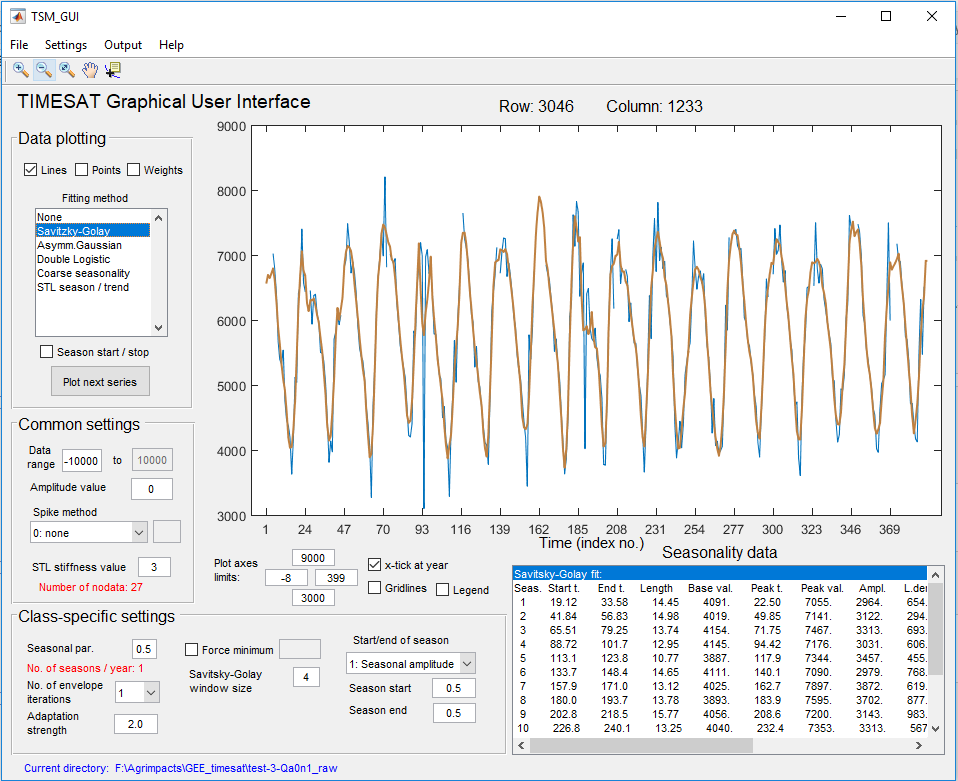 TSM_GUI
File Settings Output Help
TIMESAT Graphical User Interface
Row: 3046 Column: 1233
Data plotting
Lines Points Weights
Fitting method
None
Savitzky-Golay
Asymm.Gaussian
Double Logistic
Coarse seasonality
STL season / trend
Season start / stop
Plot next series
Common settings
Data range -10000 to 10000
Amplitude value 0
Spike method
0: none
STL stiffness value 3
Number of nodata: 27
9000
8000
7000
6000
5000
4000
3000
1 24 47 70 93 116 139 162 185 208 231 254 277 300 323 346 369
Time (index no.)
Plot axes limits:
9000
-8 399
3000
x-tick at year
Gridlines Legend
Class-specific settings
Seasonal par. 0.5
No. of seasons / year: 1
No. of envelope iterations 1
Adaptation strength 2.0
Force minimum
Savitsky-Golay window size 4
Start/end of season
1: Seasonal amplitude
Season start 0.5
Season end 0.5
Seasonality data
Savitsky-Golay fit:
Seas. Start t. End t. Length Base val. Peak t. Peak val. Ampl. L.der
1 19.12 33.58 14.45 4091. 22.50 7055. 2964. 654.
2 41.84 56.83 14.98 4019. 49.85 7141. 3122. 294.
3 65.51 79.25 13.74 4154. 71.75 7467. 3313. 693.
4 88.72 101.7 12.95 4145. 94.42 7176. 3031. 606.
5 113.1 123.8 10.77 3887. 117.9 7344. 3457. 455.
6 133.7 148.4 14.65 4111. 140.1 7090. 2979. 768.
7 157.9 171.0 13.12 4025. 162.7 7897. 3872. 619.
8 180.0 193.7 13.78 3893. 183.9 7595. 3702. 877.
9 202.8 218.5 15.77 4056. 208.6 7200. 3143. 983.
10 226.8 240.1 13.25 4040. 232.4 7353. 3313. 567
Current directory: F:\Agrimpacts\GEE_timesat\test-3-Qa0n1_raw